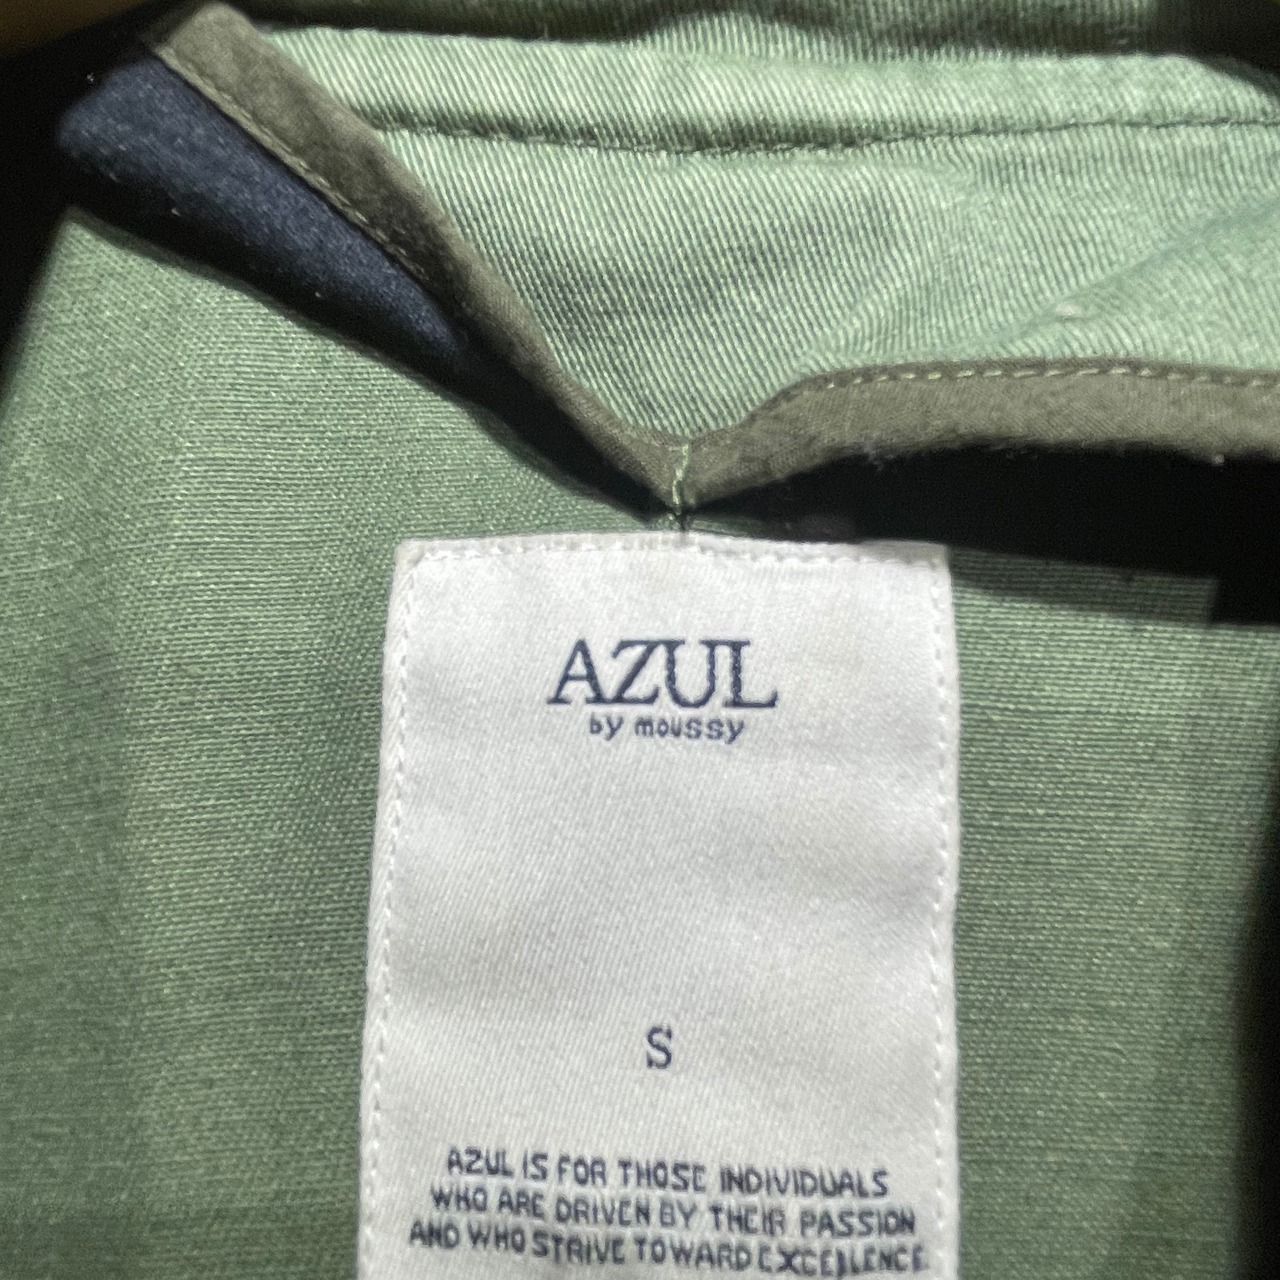 AZUL
by moussy
S
AZUL IS FOR THOSE INDIVIDUALS
WHO ARE DRIVEN BY THEIR PASSION
AND WHO STRIVE TOWARD EXCELLENCE